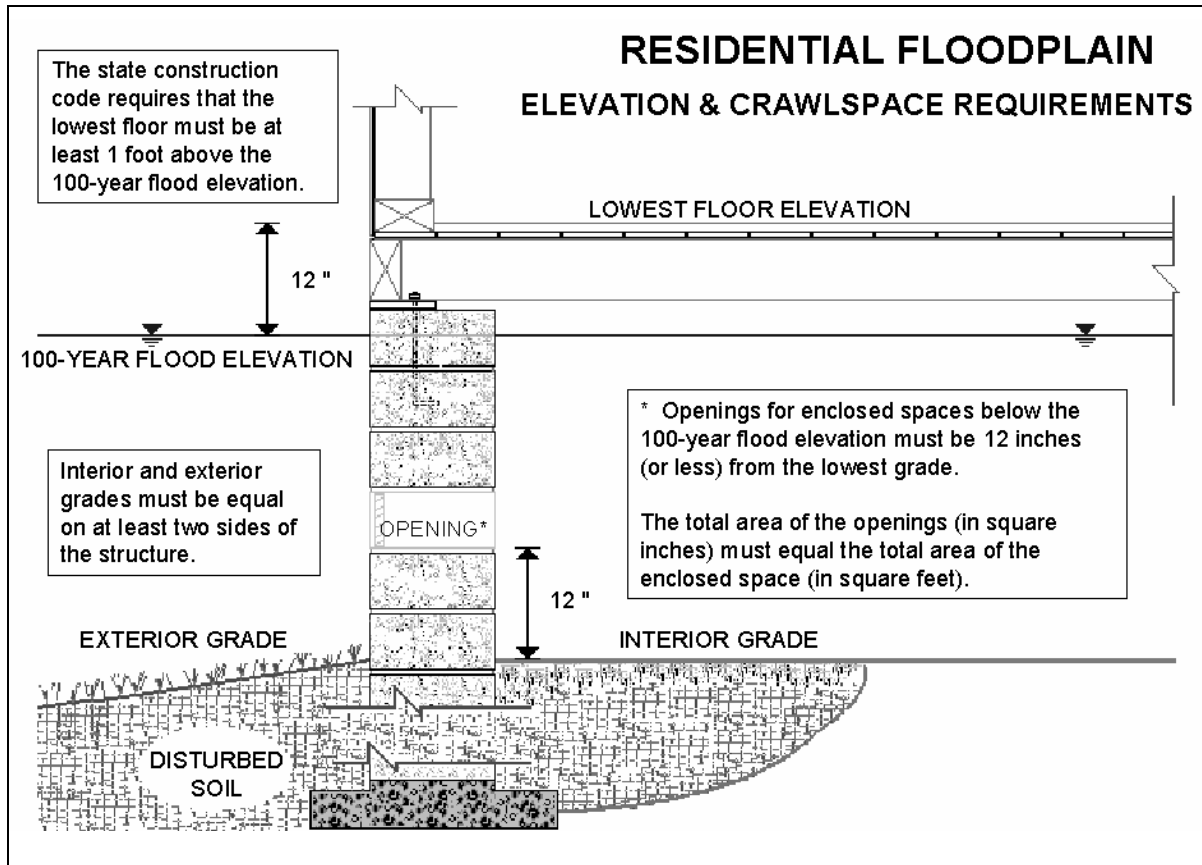 RESIDENTIAL FLOODPLAIN
ELEVATION & CRAWLSPACE REQUIREMENTS
The state construction
code requires that the
lowest floor must be at
least 1 foot above the
100-year flood elevation.
LOWEST FLOOR ELEVATION
12 "
100-YEAR FLOOD ELEVATION
* Openings for enclosed spaces below the
100-year flood elevation must be 12 inches
(or less) from the lowest grade.
The total area of the openings (in square
inches) must equal the total area of the
enclosed space (in square feet).
Interior and exterior
grades must be equal
on at least two sides of
the structure.
OPENING*
12 "
EXTERIOR GRADE
INTERIOR GRADE
DISTURBED
SOIL